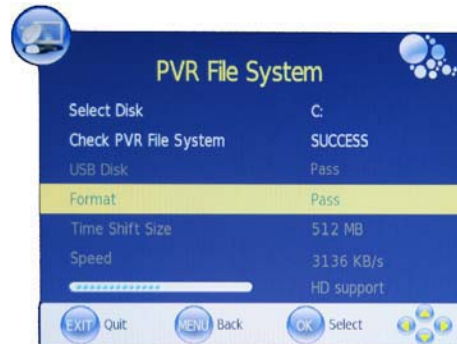 PVR File System
Select Disk C:
Check PVR File System SUCCESS
USB Disk Pass
Format Pass
Time Shift Size 512 MB
Speed 3136 KB/s
HD support
EXIT Quit MENU Back OK Select